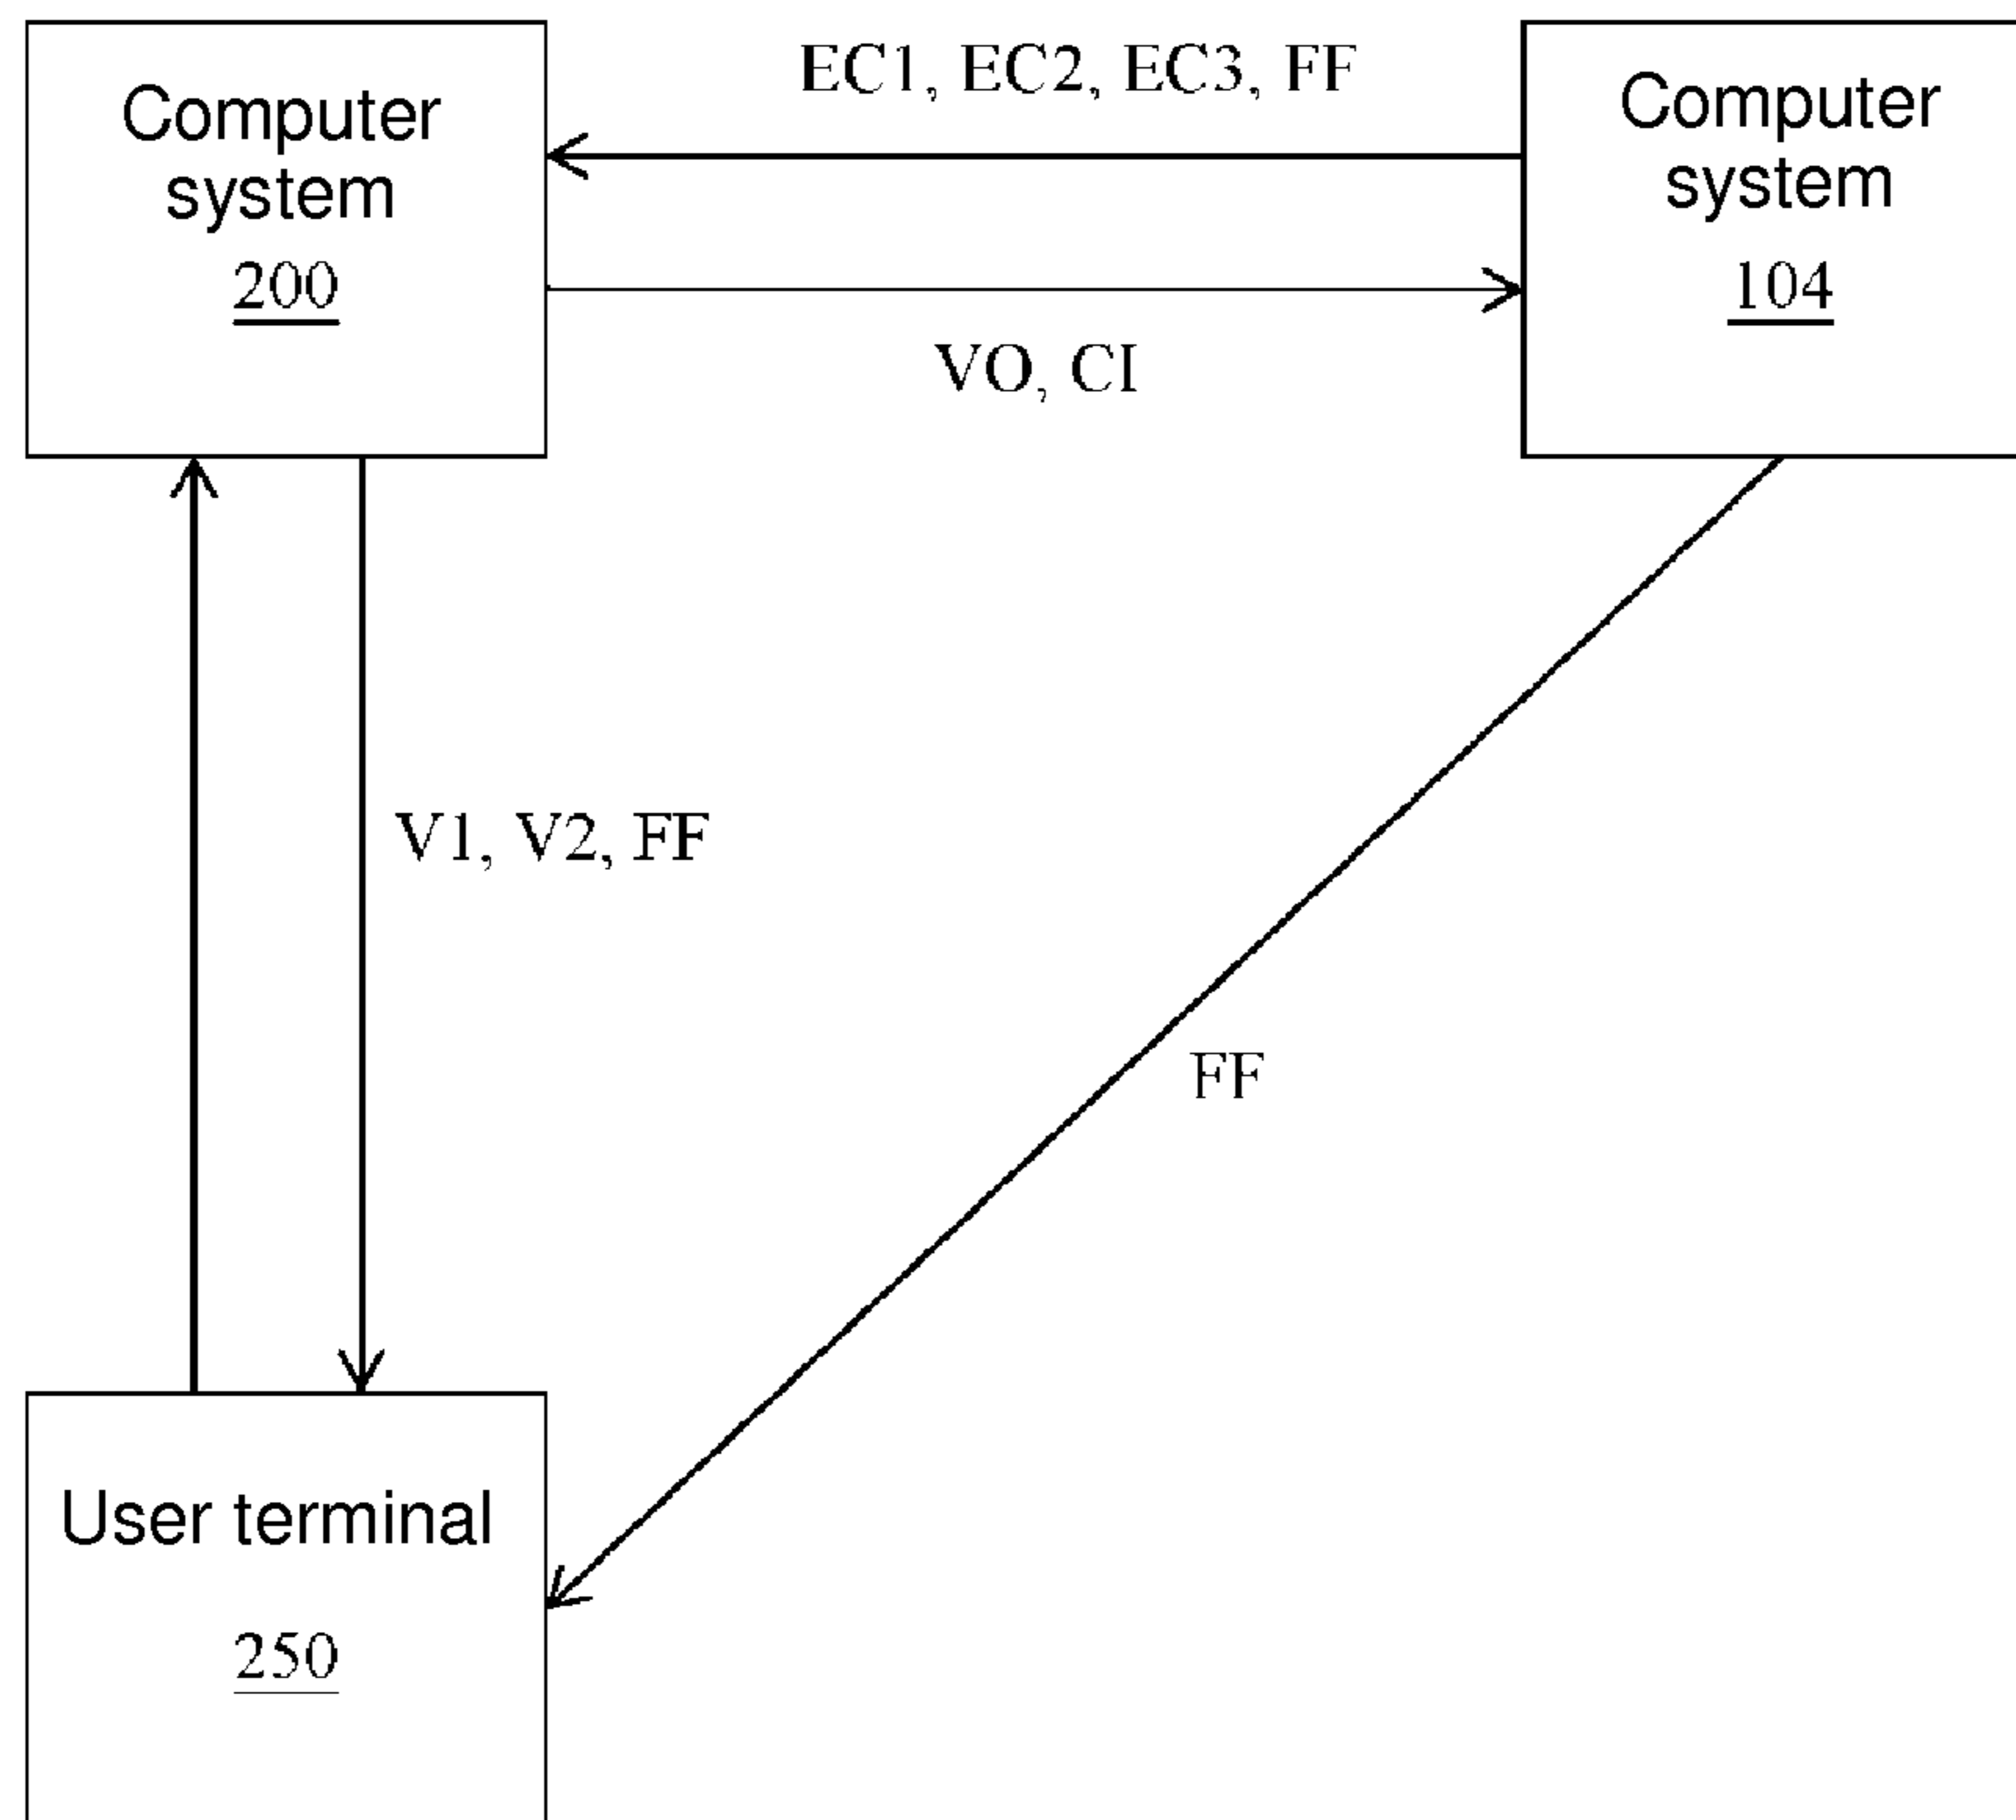 Computer
system
200
EC1, EC2, EC3, FF
VO, CI
Computer
system
104
V1, V2, FF
FF
User terminal
250